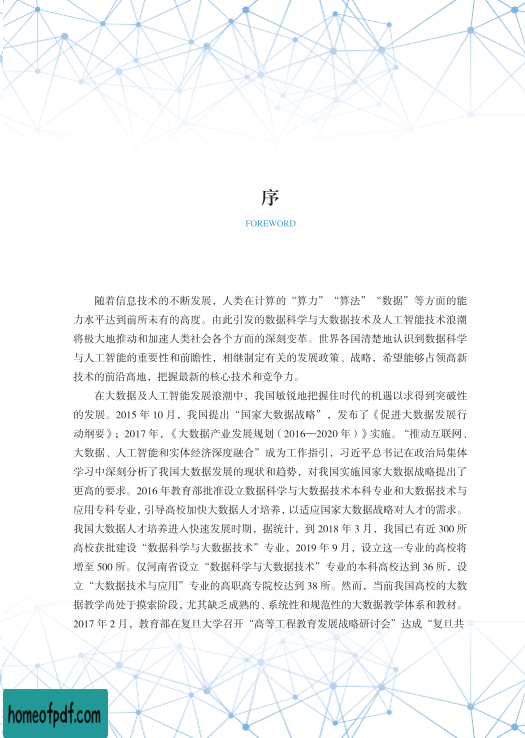 序
FOREWORD
随着信息技术的不断发展，人类在计算的“算力”“算法”“数据”等方面的能
力水平达到前所未有的高度。由此引发的数据科学与大数据技术及人工智能技术浪潮
将极大地推动和加速人类社会各个方面的深刻变革。世界各国清楚地认识到数据科学
与人工智能的重要性和前瞻性，相继制定有关的发展政策、战略，希望能够占领高新
技术的前沿高地，把握最新的核心技术和竞争力。
在大数据及人工智能发展浪潮中，我国敏锐地把握住时代的机遇以求得到突破性
的发展。2015 年 10 月，我国提出“国家大数据战略”，发布了《促进大数据发展行
动纲要》；2017 年，《大数据产业发展规划（2016—2020 年）》实施。“推动互联网、
大数据、人工智能和实体经济深度融合”成为工作指引，习近平总书记在政治局集体
学习中深刻分析了我国大数据发展的现状和趋势，对我国实施国家大数据战略提出了
更高的要求。2016 年教育部批准设立数据科学与大数据技术本科专业和大数据技术与
应用专科专业，引导高校加快大数据人才培养，以适应国家大数据战略对人才的需求。
我国大数据人才培养进入快速发展时期，据统计，到 2018 年 3 月，我国已有近 300 所
高校获批建设“数据科学与大数据技术”专业，2019 年 9 月，设立这一专业的高校将
增至 500 所。仅河南省设立“数据科学与大数据技术”专业的本科高校达到 36 所，设
立“大数据技术与应用”专业的高职高专院校达到 38 所。然而，当前我国高校的大数
据教学尚处于摸索阶段，尤其缺乏成熟的、系统性和规范性的大数据教学体系和教材。
2017 年 2 月，教育部在复旦大学召开“高等工程教育发展战略研讨会”达成“复旦共
homeofpdf.com